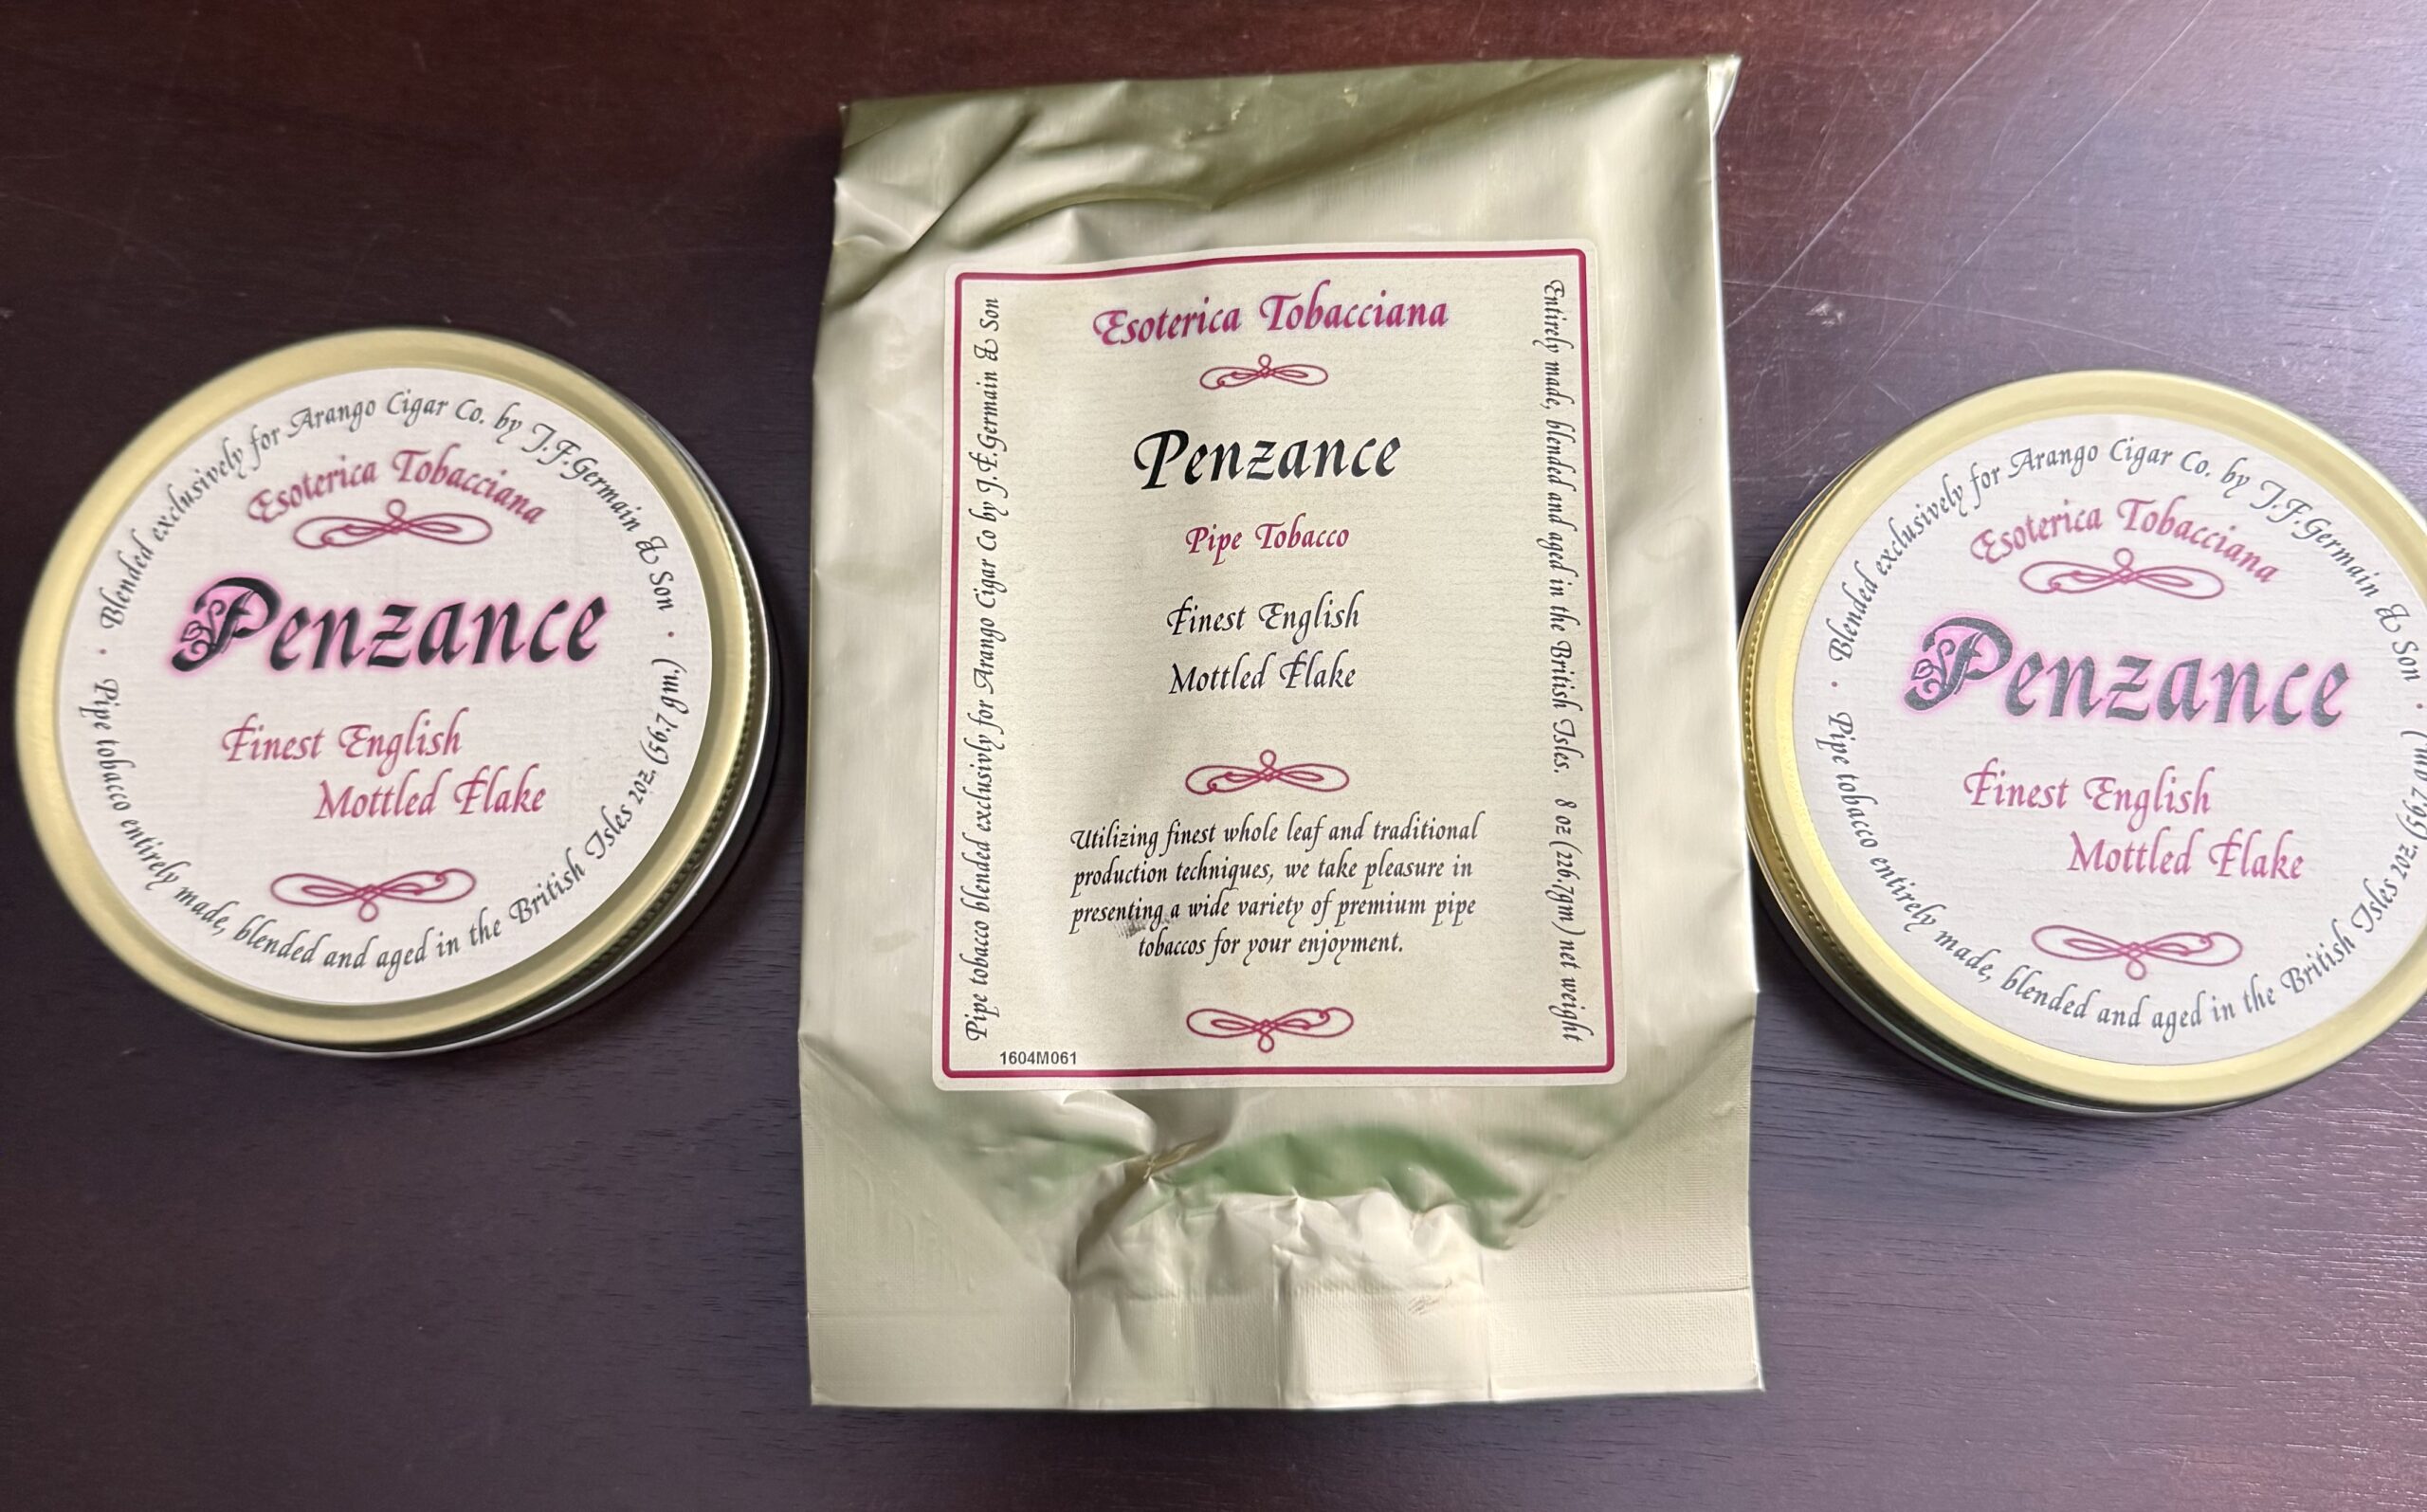 Blended exclusively for Arango Cigar Co. by J.F.Germain & Son
Esoterica Tobacciana
Penzance
Finest English
Mottled Flake
Pipe tobacco entirely made, blended and aged in the British Isles 2oz. (56.7 gm.)
Pipe tobacco blended exclusivly for Arango Cigar Co by J.F.Germain & Son
Esoterica Tobacciana
Penzance
Pipe Tobacco
Finest English
Mottled Flake
Utilizing finest whole leaf and traditional
production techniques, we take pleasure in
presenting a wide variety of premium pipe
tobaccos for your enjoyment.
1604M061
Entirely made, blended and aged in the British Isles. 8 oz (226.7gm) net weight
Blended exclusively for Arango Cigar Co. by J.F.Germain & Son
Esoterica Tobacciana
Penzance
Finest English
Mottled Flake
Pipe tobacco entirely made, blended and aged in the British Isles 2oz. (56.7